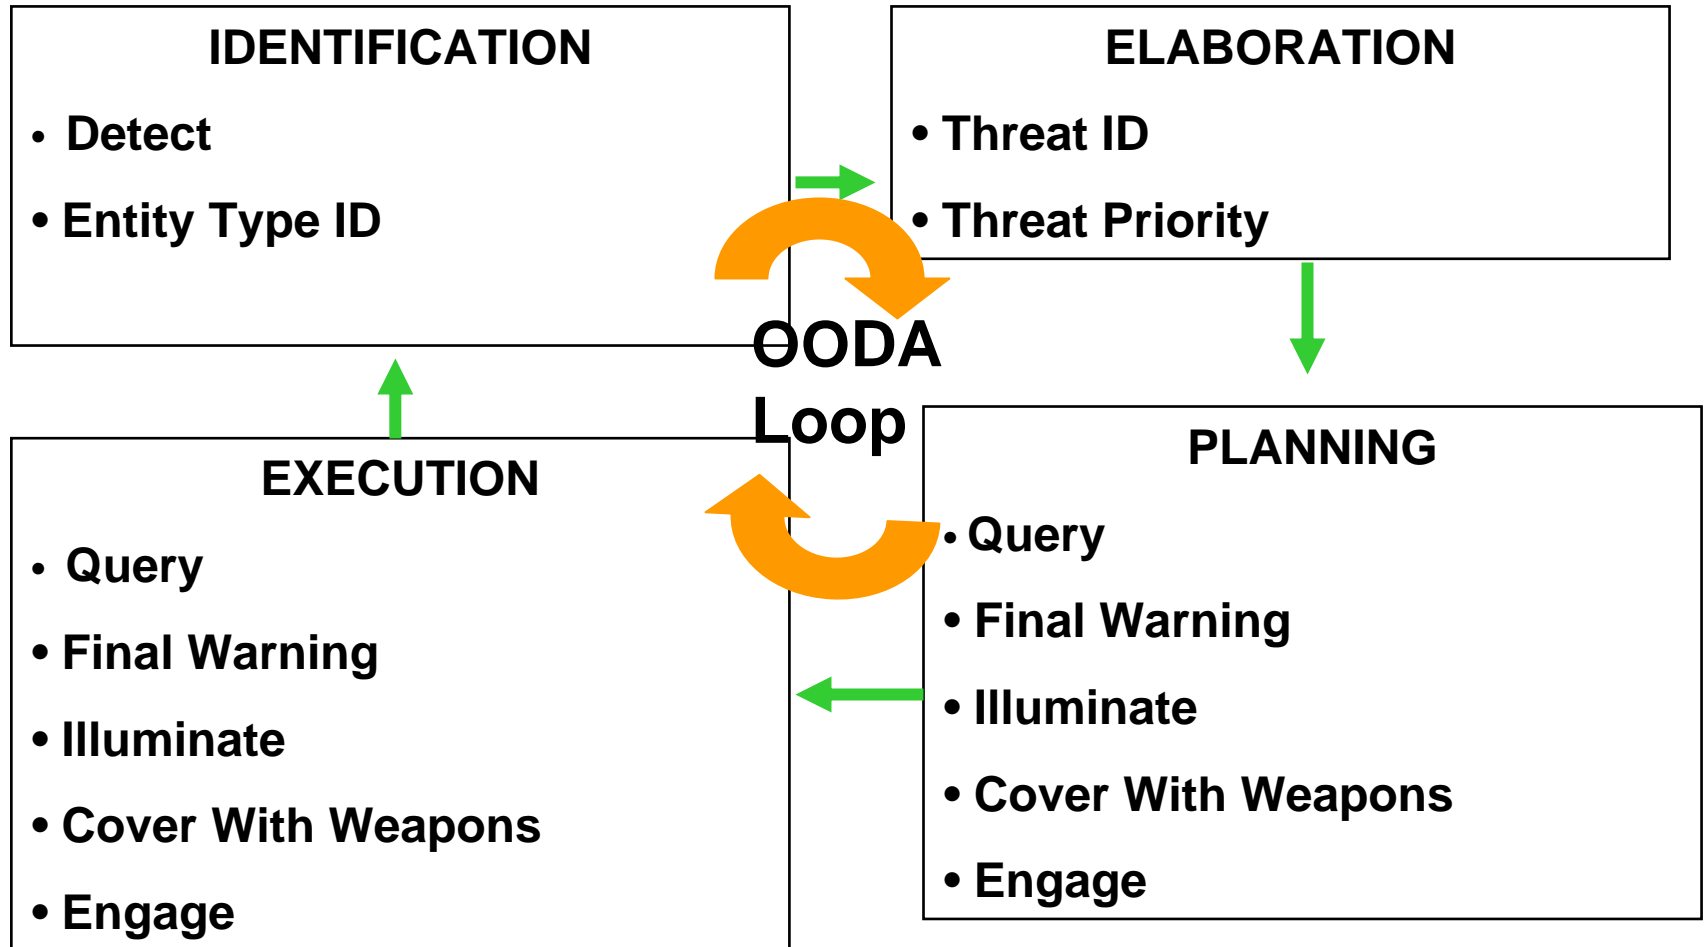 IDENTIFICATION
• Detect
• Entity Type ID
ELABORATION
• Threat ID
• Threat Priority
OODA
Loop
EXECUTION
• Query
• Final Warning
• Illuminate
• Cover With Weapons
• Engage
PLANNING
• Query
• Final Warning
• Illuminate
• Cover With Weapons
• Engage